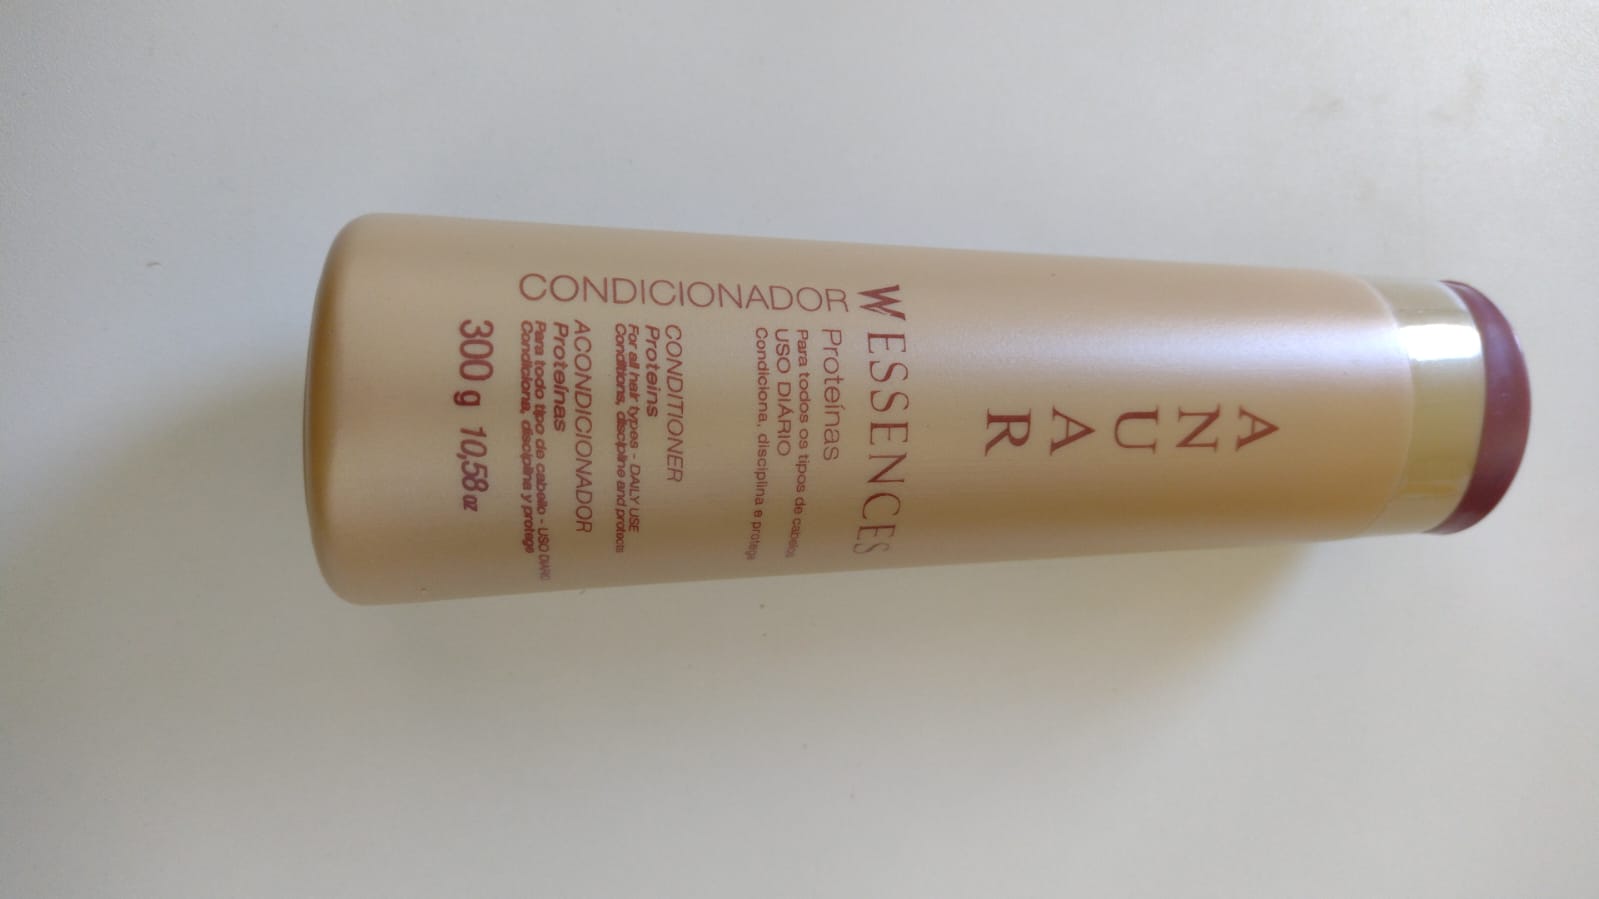 ANUAR
WESSENCES
CONDICIONADOR
Proteínas
Para todos os tipos de cabelos
USO DIÁRIO
Condiciona, disciplina e protege
CONDITIONER
Proteins
For all hair types - DAILY USE
Conditions, discipline and protects
ACONDICIONADOR
Proteínas
Para todo tipo de cabello - USO DIARIO
Condiciona, disciplina y protege
300 g 10,58 oz